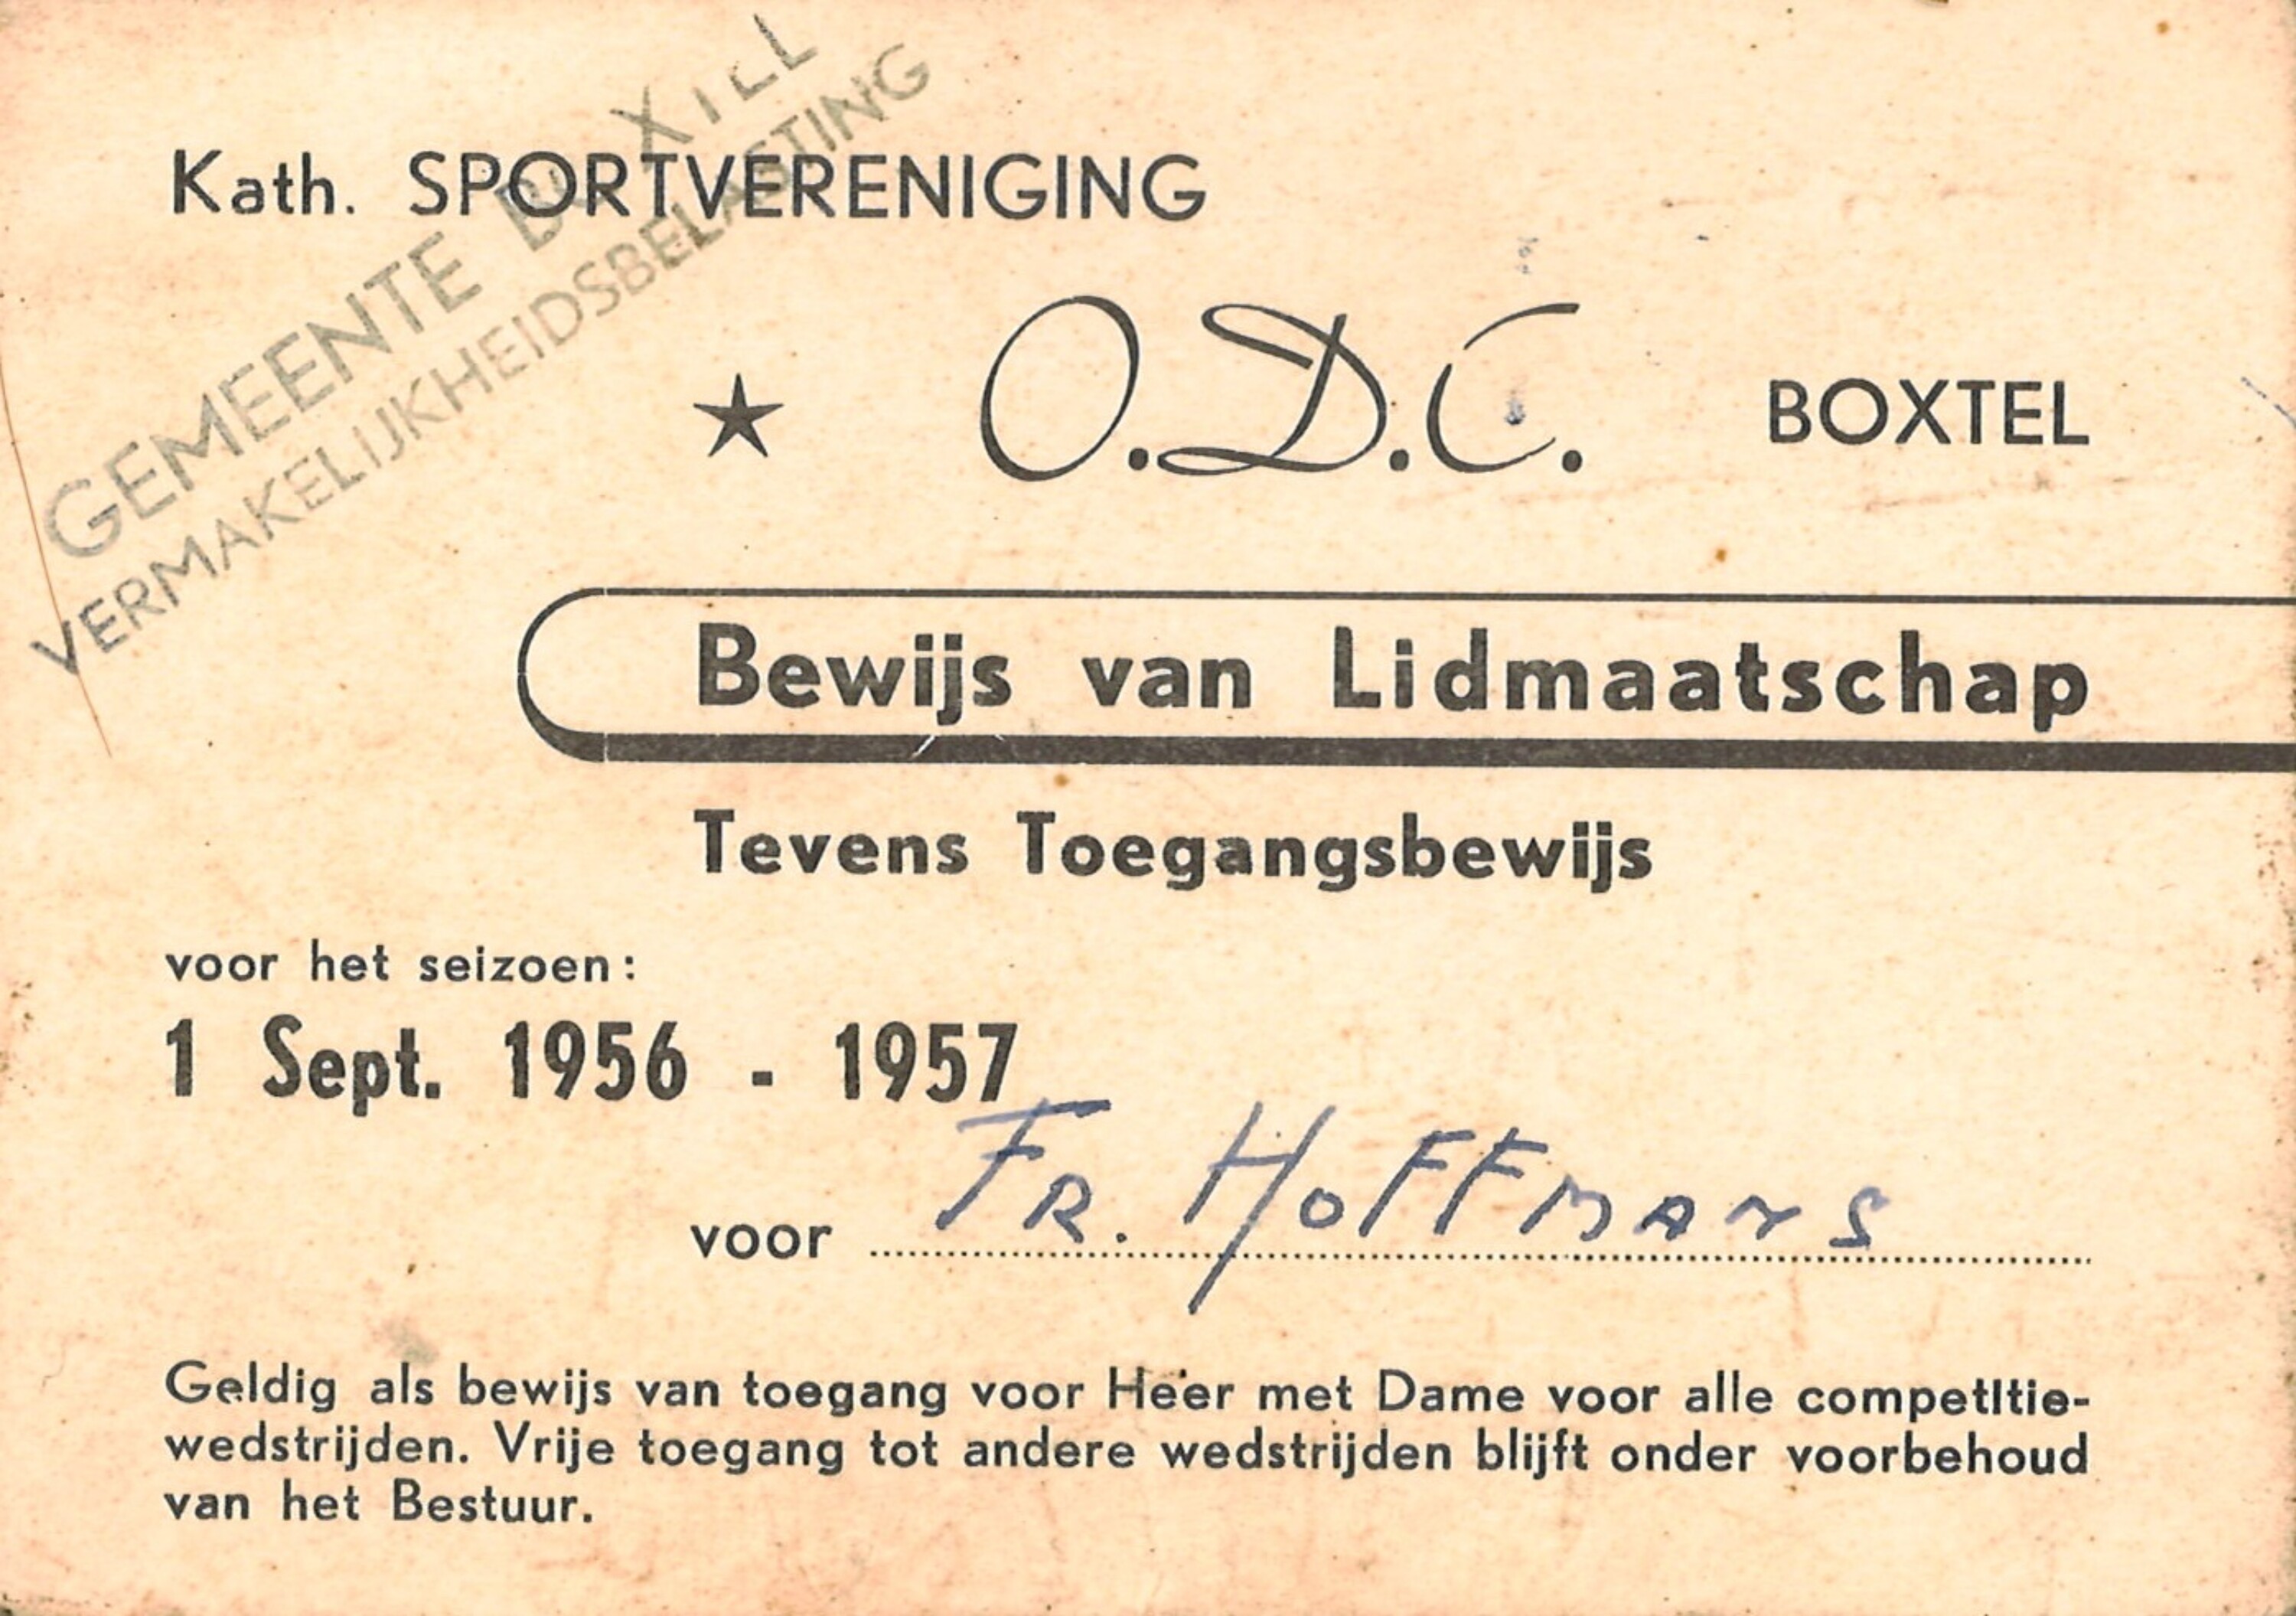 GEMEENTE BOXTEL
VERMAKELIJKHEIDSBELASTING
Kath. SPORTVERENIGING
★ O.D.C. BOXTEL
Bewijs van Lidmaatschap
Tevens Toegangsbewijs
voor het seizoen:
1 Sept. 1956 - 1957
voor FR. HOFFMANS
Geldig als bewijs van toegang voor Heer met Dame voor alle competitie-
wedstrijden. Vrije toegang tot andere wedstrijden blijft onder voorbehoud
van het Bestuur.